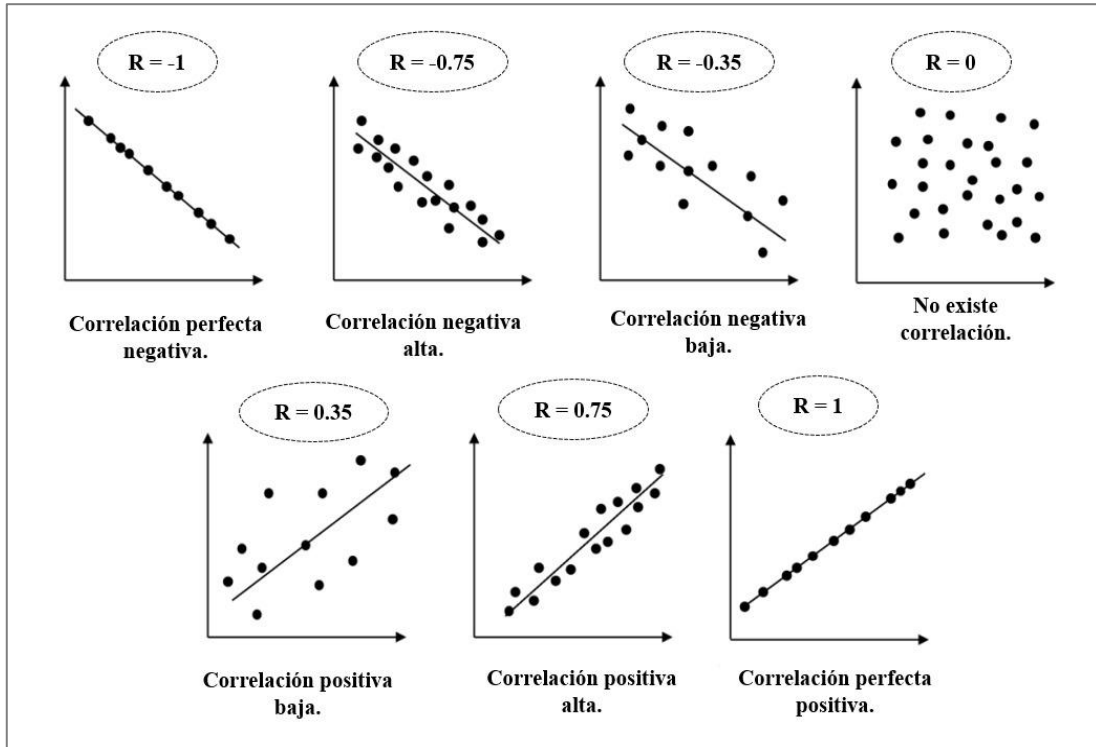 R = -1
R = -0.75
R = -0.35
R = 0
Correlación perfecta
negativa.
Correlación negativa
alta.
Correlación negativa
baja.
No existe
correlación.
R = 0.35
R = 0.75
R = 1
Correlación positiva
baja.
Correlación positiva
alta.
Correlación perfecta
positiva.